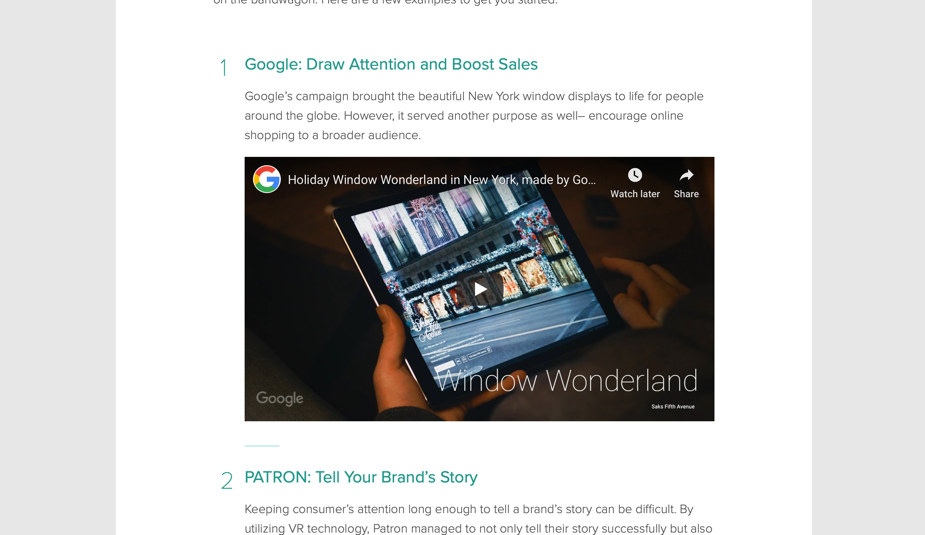 on the bandwagon. Here are a few examples to get you started.
1 Google: Draw Attention and Boost Sales
Google's campaign brought the beautiful New York window displays to life for people
around the globe. However, it served another purpose as well– encourage online
shopping to a broader audience.
Holiday Window Wonderland in New York, made by Go...
Watch later
Share
Window Wonderland
Google
Saks Fifth Avenue
2 PATRON: Tell Your Brand's Story
Keeping consumer's attention long enough to tell a brand's story can be difficult. By
utilizing VR technology, Patron managed to not only tell their story successfully but also